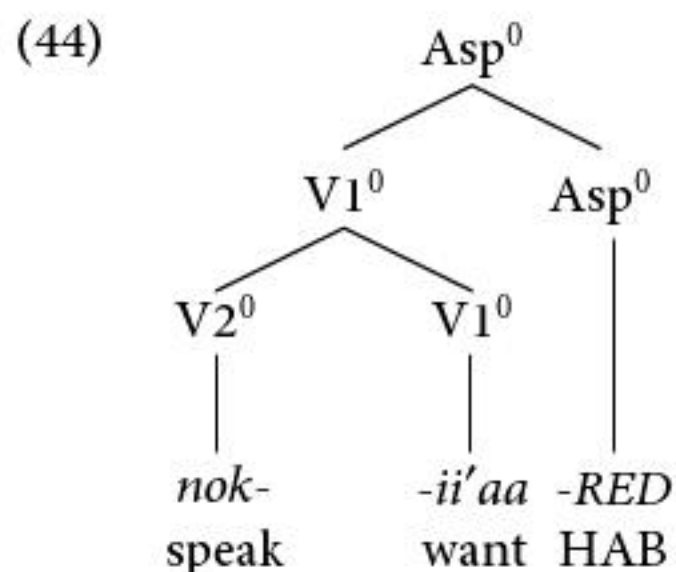 (44)
Asp⁰
V1⁰ Asp⁰
V2⁰ V1⁰
nok- -ii′aa -RED
speak want HAB